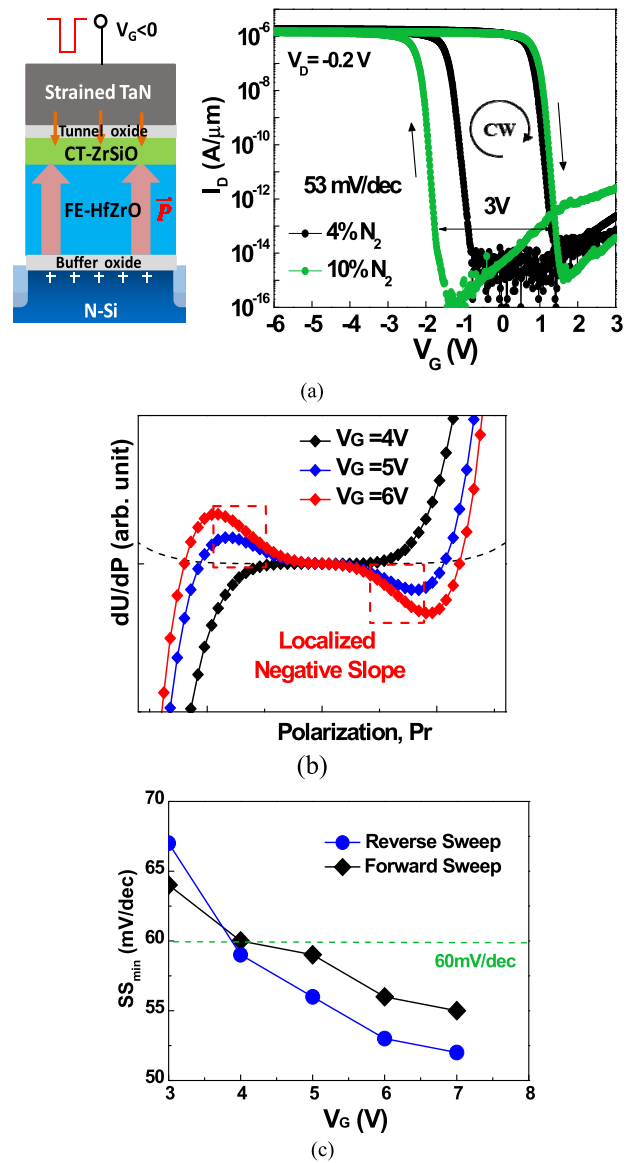 V_G<0
Strained TaN
Tunnel oxide
CT-ZrSiO
FE-HfZrO
P
Buffer oxide
+ + + + +
N-Si
10^-6
10^-8
10^-10
10^-12
10^-14
10^-16
I_D (A/μm)
V_D=-0.2 V
CW
53 mV/dec
3V
4% N_2
10% N_2
-6 -5 -4 -3 -2 -1 0 1 2 3
V_G (V)
(a)
V_G =4V
V_G =5V
V_G =6V
dU/dP (arb. unit)
Localized
Negative Slope
Polarization, Pr
(b)
70
65
60
55
50
SS_min (mV/dec)
Reverse Sweep
Forward Sweep
60mV/dec
3 4 5 6 7 8
V_G (V)
(c)